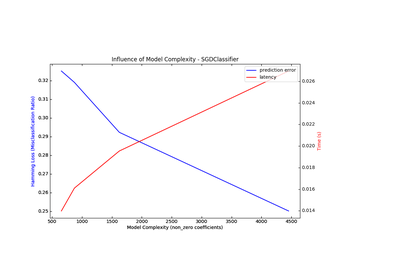 Influence of Model Complexity - SGDClassifier
prediction error
latency
0.32
0.31
0.30
0.29
0.28
0.27
0.26
0.25
Hamming Loss (Misclassification Ratio)
0.026
0.024
0.022
0.020
0.018
0.016
0.014
Time (s)
500 1000 1500 2000 2500 3000 3500 4000 4500
Model Complexity (non_zero coefficients)